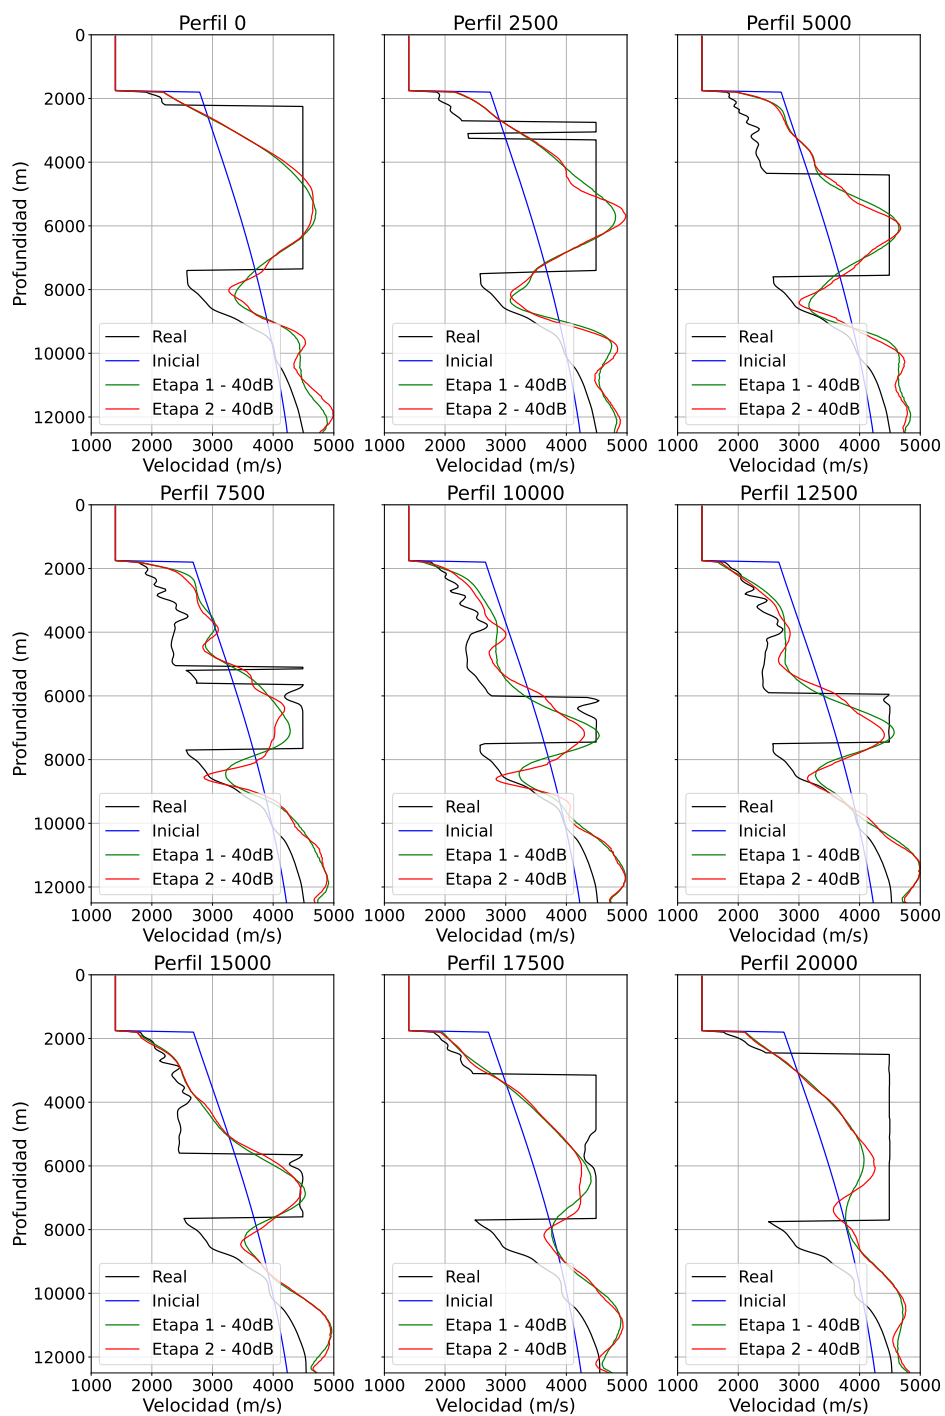 Perfil 0
Perfil 2500
Perfil 5000
0
2000
4000
6000
8000
10000
12000
Profundidad (m)
Real
Inicial
Etapa 1 - 40dB
Etapa 2 - 40dB
Real
Inicial
Etapa 1 - 40dB
Etapa 2 - 40dB
Real
Inicial
Etapa 1 - 40dB
Etapa 2 - 40dB
1000 2000 3000 4000 5000
1000 2000 3000 4000 5000
1000 2000 3000 4000 5000
Velocidad (m/s)
Velocidad (m/s)
Velocidad (m/s)
Perfil 7500
Perfil 10000
Perfil 12500
0
2000
4000
6000
8000
10000
12000
Profundidad (m)
Real
Inicial
Etapa 1 - 40dB
Etapa 2 - 40dB
Real
Inicial
Etapa 1 - 40dB
Etapa 2 - 40dB
Real
Inicial
Etapa 1 - 40dB
Etapa 2 - 40dB
1000 2000 3000 4000 5000
1000 2000 3000 4000 5000
1000 2000 3000 4000 5000
Velocidad (m/s)
Velocidad (m/s)
Velocidad (m/s)
Perfil 15000
Perfil 17500
Perfil 20000
0
2000
4000
6000
8000
10000
12000
Profundidad (m)
Real
Inicial
Etapa 1 - 40dB
Etapa 2 - 40dB
Real
Inicial
Etapa 1 - 40dB
Etapa 2 - 40dB
Real
Inicial
Etapa 1 - 40dB
Etapa 2 - 40dB
1000 2000 3000 4000 5000
1000 2000 3000 4000 5000
1000 2000 3000 4000 5000
Velocidad (m/s)
Velocidad (m/s)
Velocidad (m/s)